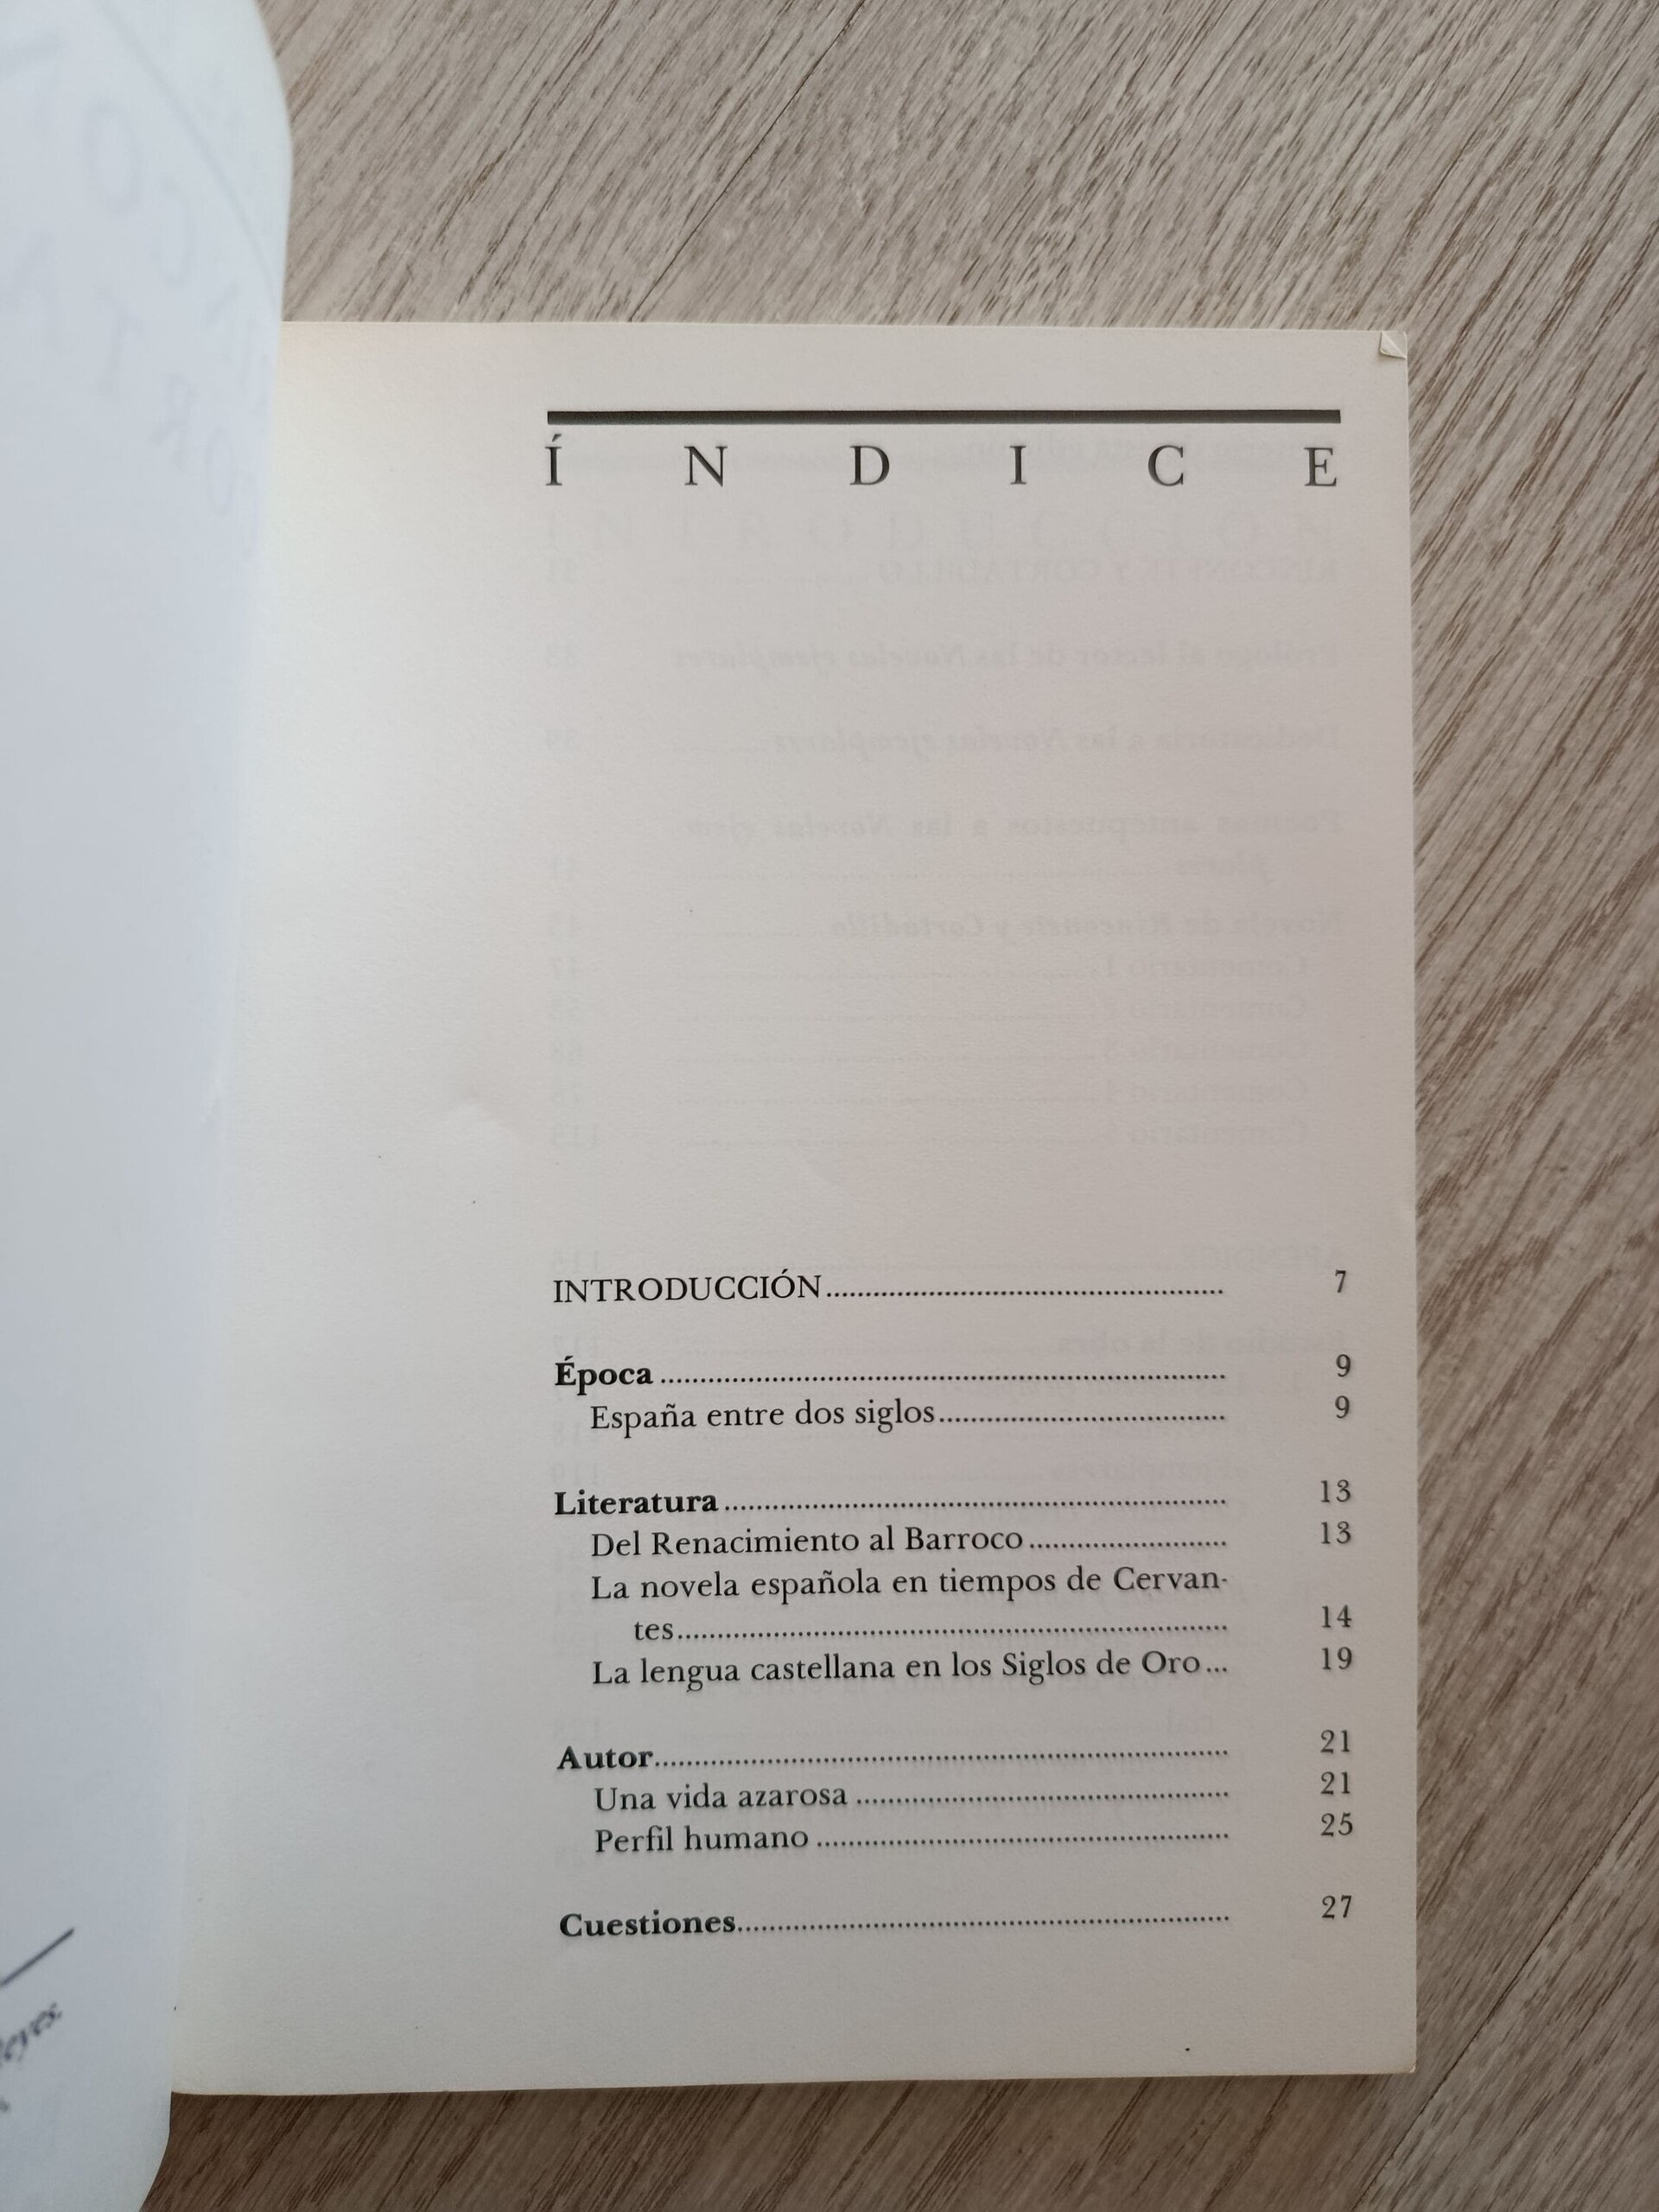 Í N D I C E
INTRODUCCIÓN 7
Época 9
España entre dos siglos 9
Literatura 13
Del Renacimiento al Barroco 13
La novela española en tiempos de Cervan-
tes 14
La lengua castellana en los Siglos de Oro 19
Autor 21
Una vida azarosa 21
Perfil humano 25
Cuestiones 27